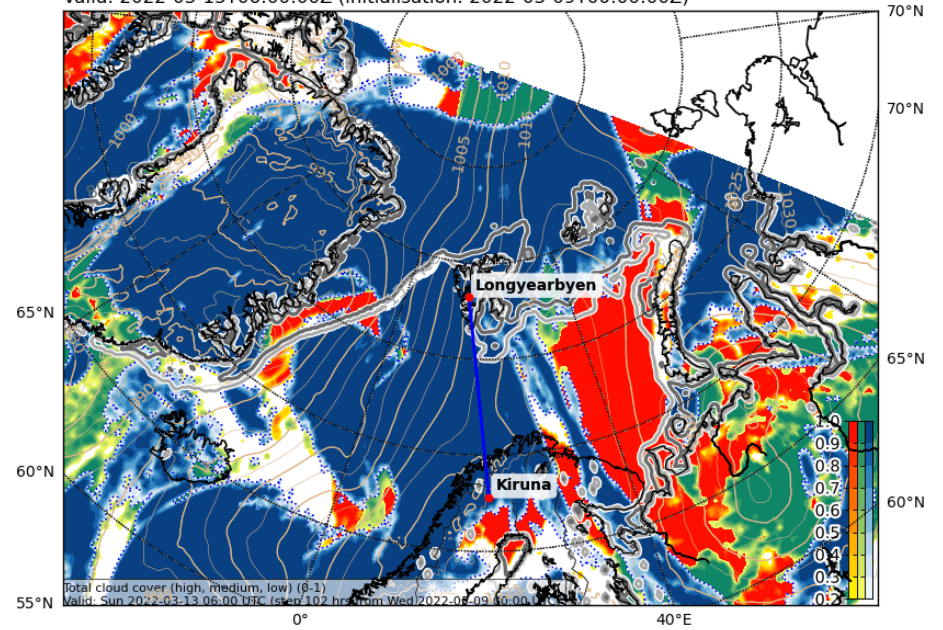 Valid: 2022-03-13T06:00:00Z (initialisation: 2022-03-09T00:00:00Z)
70°N
1000
1010
70°N
1000
1005
1015
995
1025
1030
Longyearbyen
65°N
65°N
990
1.0
0.9
0.8
0.7
0.6
0.5
0.4
0.3
0.2
60°N
Kiruna
60°N
Total cloud cover (high, medium, low) (0-1)
Valid: Sun 2022-03-13 06 UTC (step 102 hrs from Wed 2022-03-09 00:00 UTC)
55°N
0°
40°E